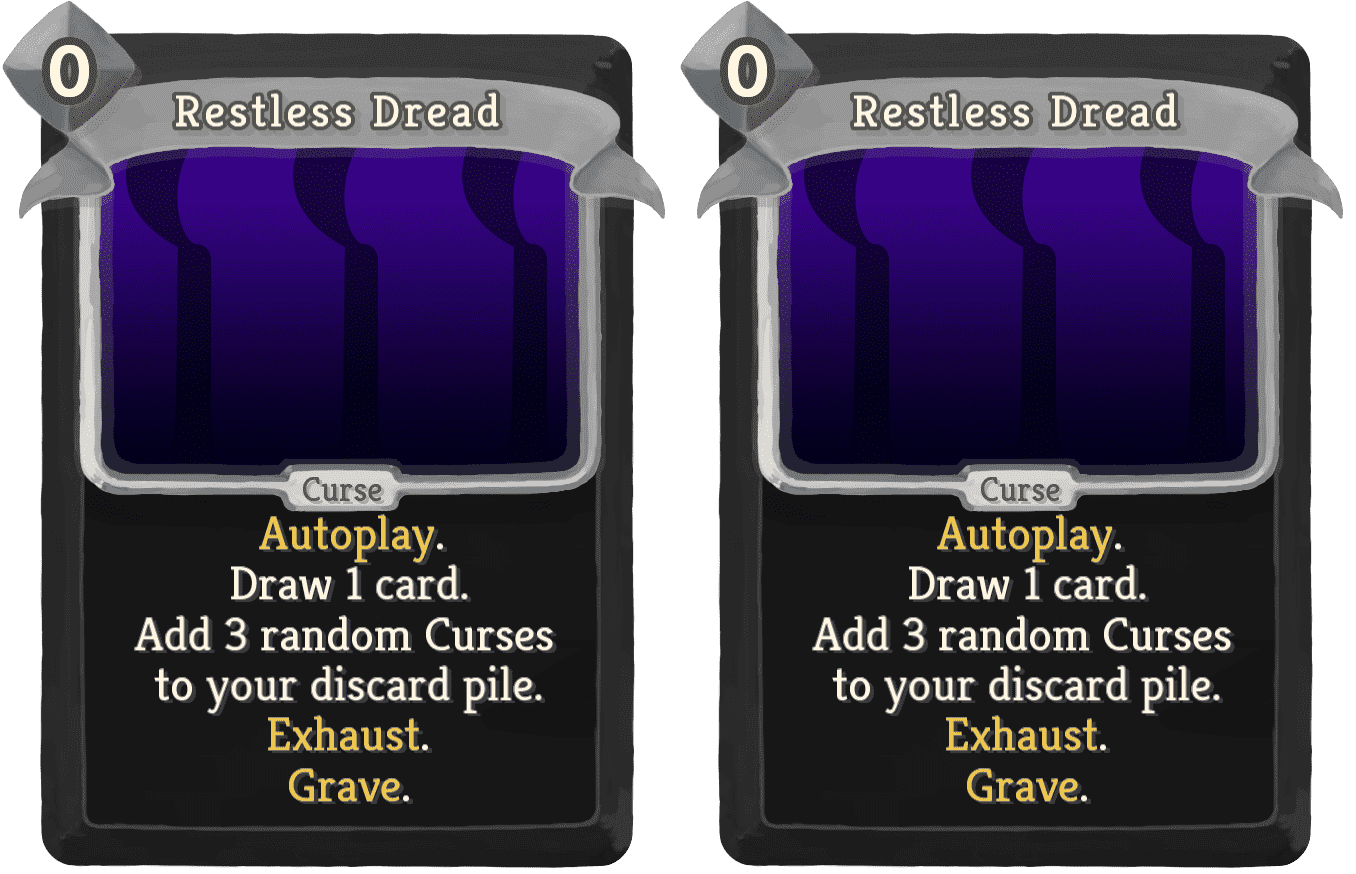 0
Restless Dread
Curse
Autoplay.
Draw 1 card.
Add 3 random Curses
to your discard pile.
Exhaust.
Grave.
0
Restless Dread
Curse
Autoplay.
Draw 1 card.
Add 3 random Curses
to your discard pile.
Exhaust.
Grave.